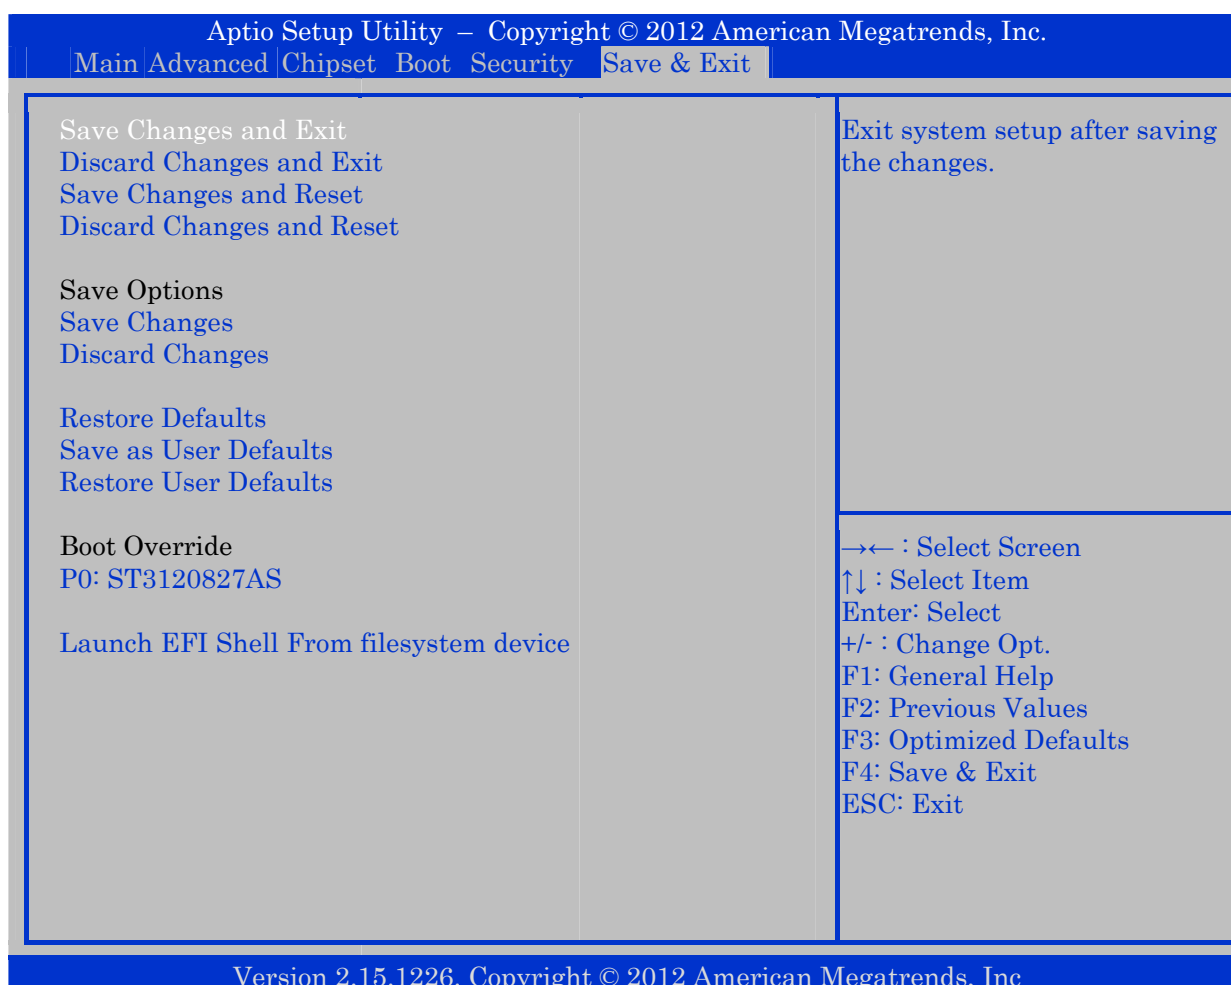 Aptio Setup Utility – Copyright © 2012 American Megatrends, Inc.
Main Advanced Chipset Boot Security Save & Exit
Save Changes and Exit
Discard Changes and Exit
Save Changes and Reset
Discard Changes and Reset
Save Options
Save Changes
Discard Changes
Restore Defaults
Save as User Defaults
Restore User Defaults
Boot Override
P0: ST3120827AS
Launch EFI Shell From filesystem device
Exit system setup after saving
the changes.
→← : Select Screen
↑↓ : Select Item
Enter: Select
+/- : Change Opt.
F1: General Help
F2: Previous Values
F3: Optimized Defaults
F4: Save & Exit
ESC: Exit
Version 2.15.1226. Copyright © 2012 American Megatrends, Inc